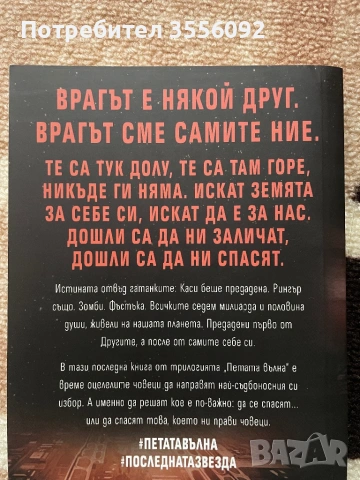 Потребител 3556092
ВРАГЪТ Е НЯКОЙ ДРУГ.
ВРАГЪТ СМЕ САМИТЕ НИЕ.
ТЕ СА ТУК ДОЛУ, ТЕ СА ТАМ ГОРЕ,
НИКЪДЕ ГИ НЯМА. ИСКАТ ЗЕМЯТА
ЗА СЕБЕ СИ, ИСКАТ ДА Е ЗА НАС.
ДОШЛИ СА ДА НИ ЗАЛИЧАТ,
ДОШЛИ СА ДА НИ СПАСЯТ.
Истината отвъд гатанките: Каси беше предадена. Рингър
също. Зомби. Фъстъка. Всичките седем милиарда и половина
души, живели на нашата планета. Предадени първо от
Другите, а после от самите себе си.
В тази последна книга от трилогията „Петата вълна“ е
време оцелелите човеци да направят най-съдбоносния си
избор. А именно да решат кое е по-важно: да се спасят...
или да спасят това, което ни прави човеци.
#ПЕТАТАВЪЛНА
#ПОСЛЕДНАТАЗВЕЗДА
BAZAR
bg